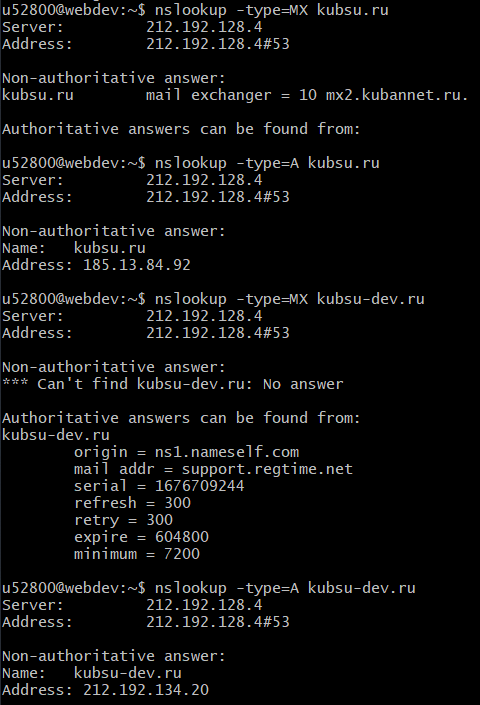 u52800@webdev:~$ nslookup -type=MX kubsu.ru
Server:         212.192.128.4
Address:        212.192.128.4#53

Non-authoritative answer:
kubsu.ru        mail exchanger = 10 mx2.kubannet.ru.

Authoritative answers can be found from:

u52800@webdev:~$ nslookup -type=A kubsu.ru
Server:         212.192.128.4
Address:        212.192.128.4#53

Non-authoritative answer:
Name:   kubsu.ru
Address: 185.13.84.92

u52800@webdev:~$ nslookup -type=MX kubsu-dev.ru
Server:         212.192.128.4
Address:        212.192.128.4#53

Non-authoritative answer:
*** Can't find kubsu-dev.ru: No answer

Authoritative answers can be found from:
kubsu-dev.ru
        origin = ns1.nameself.com
        mail addr = support.regtime.net
        serial = 1676709244
        refresh = 300
        retry = 300
        expire = 604800
        minimum = 7200

u52800@webdev:~$ nslookup -type=A kubsu-dev.ru
Server:         212.192.128.4
Address:        212.192.128.4#53

Non-authoritative answer:
Name:   kubsu-dev.ru
Address: 212.192.134.20